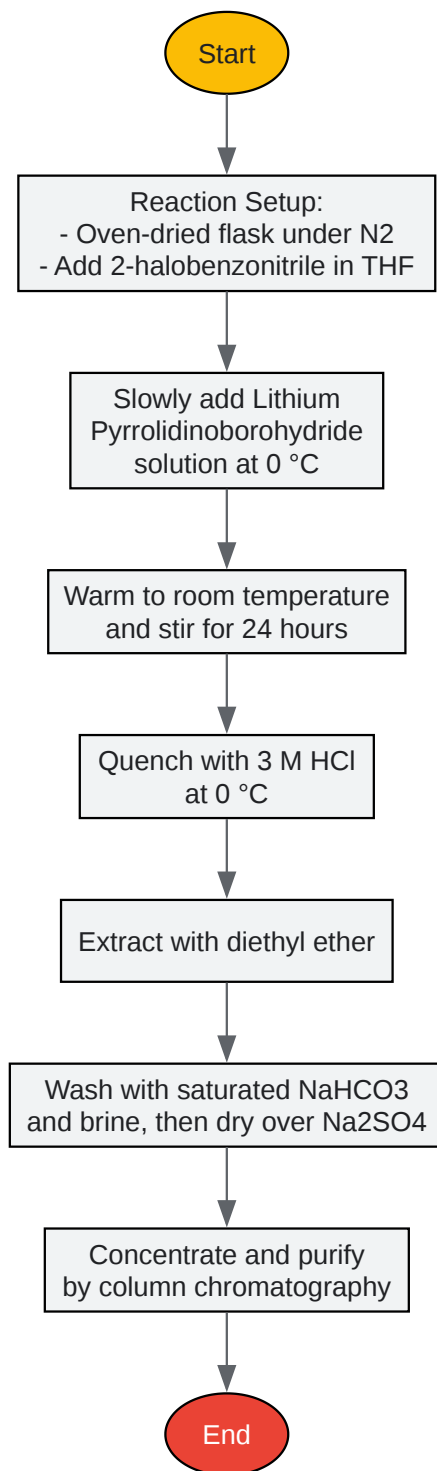 Start
Reaction Setup:
- Oven-dried flask under N2
- Add 2-halobenzonitrile in THF
Slowly add Lithium
Pyrrolidinoborohydride
solution at 0 °C
Warm to room temperature
and stir for 24 hours
Quench with 3 M HCl
at 0 °C
Extract with diethyl ether
Wash with saturated NaHCO3
and brine, then dry over Na2SO4
Concentrate and purify
by column chromatography
End